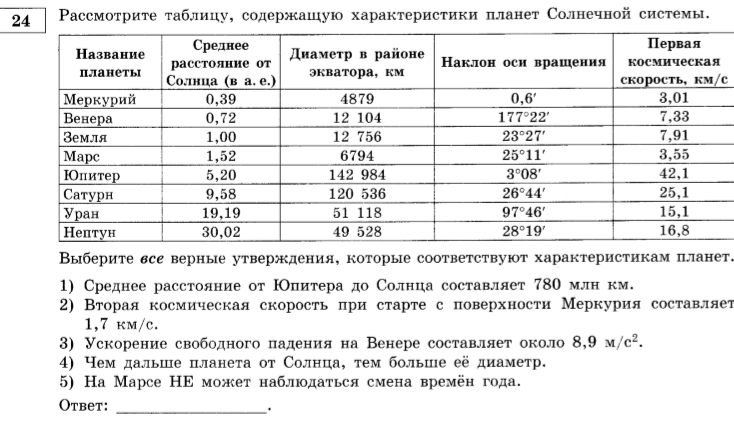 24
Рассмотрите таблицу, содержащую характеристики планет Солнечной системы.
Название планеты | Среднее расстояние от Солнца (в а. е.) | Диаметр в районе экватора, км | Наклон оси вращения | Первая космическая скорость, км/с
Меркурий | 0,39 | 4879 | 0,6′ | 3,01
Венера | 0,72 | 12 104 | 177°22′ | 7,33
Земля | 1,00 | 12 756 | 23°27′ | 7,91
Марс | 1,52 | 6794 | 25°11′ | 3,55
Юпитер | 5,20 | 142 984 | 3°08′ | 42,1
Сатурн | 9,58 | 120 536 | 26°44′ | 25,1
Уран | 19,19 | 51 118 | 97°46′ | 15,1
Нептун | 30,02 | 49 528 | 28°19′ | 16,8
Выберите все верные утверждения, которые соответствуют характеристикам планет.
1) Среднее расстояние от Юпитера до Солнца составляет 780 млн км.
2) Вторая космическая скорость при старте с поверхности Меркурия составляет
1,7 км/с.
3) Ускорение свободного падения на Венере составляет около 8,9 м/с².
4) Чем дальше планета от Солнца, тем больше её диаметр.
5) На Марсе НЕ может наблюдаться смена времён года.
Ответ: ____________________.